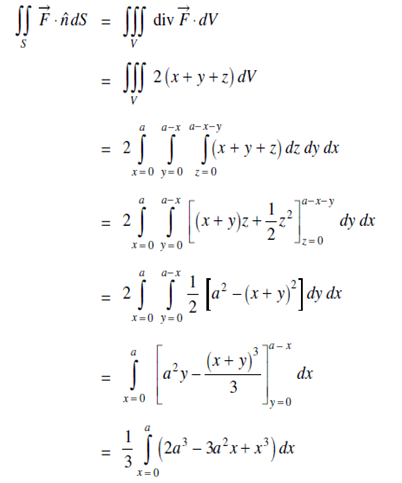 ∬_S F⃗ · n̂ dS = ∭_V div F⃗ · dV
= ∭_V 2 (x + y + z) dV
= 2 ∫_{x=0}^{a} ∫_{y=0}^{a−x} ∫_{z=0}^{a−x−y} (x + y + z) dz dy dx
= 2 ∫_{x=0}^{a} ∫_{y=0}^{a−x} [(x + y)z + 1/2 z²]_{z=0}^{a−x−y} dy dx
= 2 ∫_{x=0}^{a} ∫_{y=0}^{a−x} 1/2 [a² − (x + y)²] dy dx
= ∫_{x=0}^{a} [a²y − (x + y)³/3]_{y=0}^{a−x} dx
= 1/3 ∫_{x=0}^{a} (2a³ − 3a²x + x³) dx